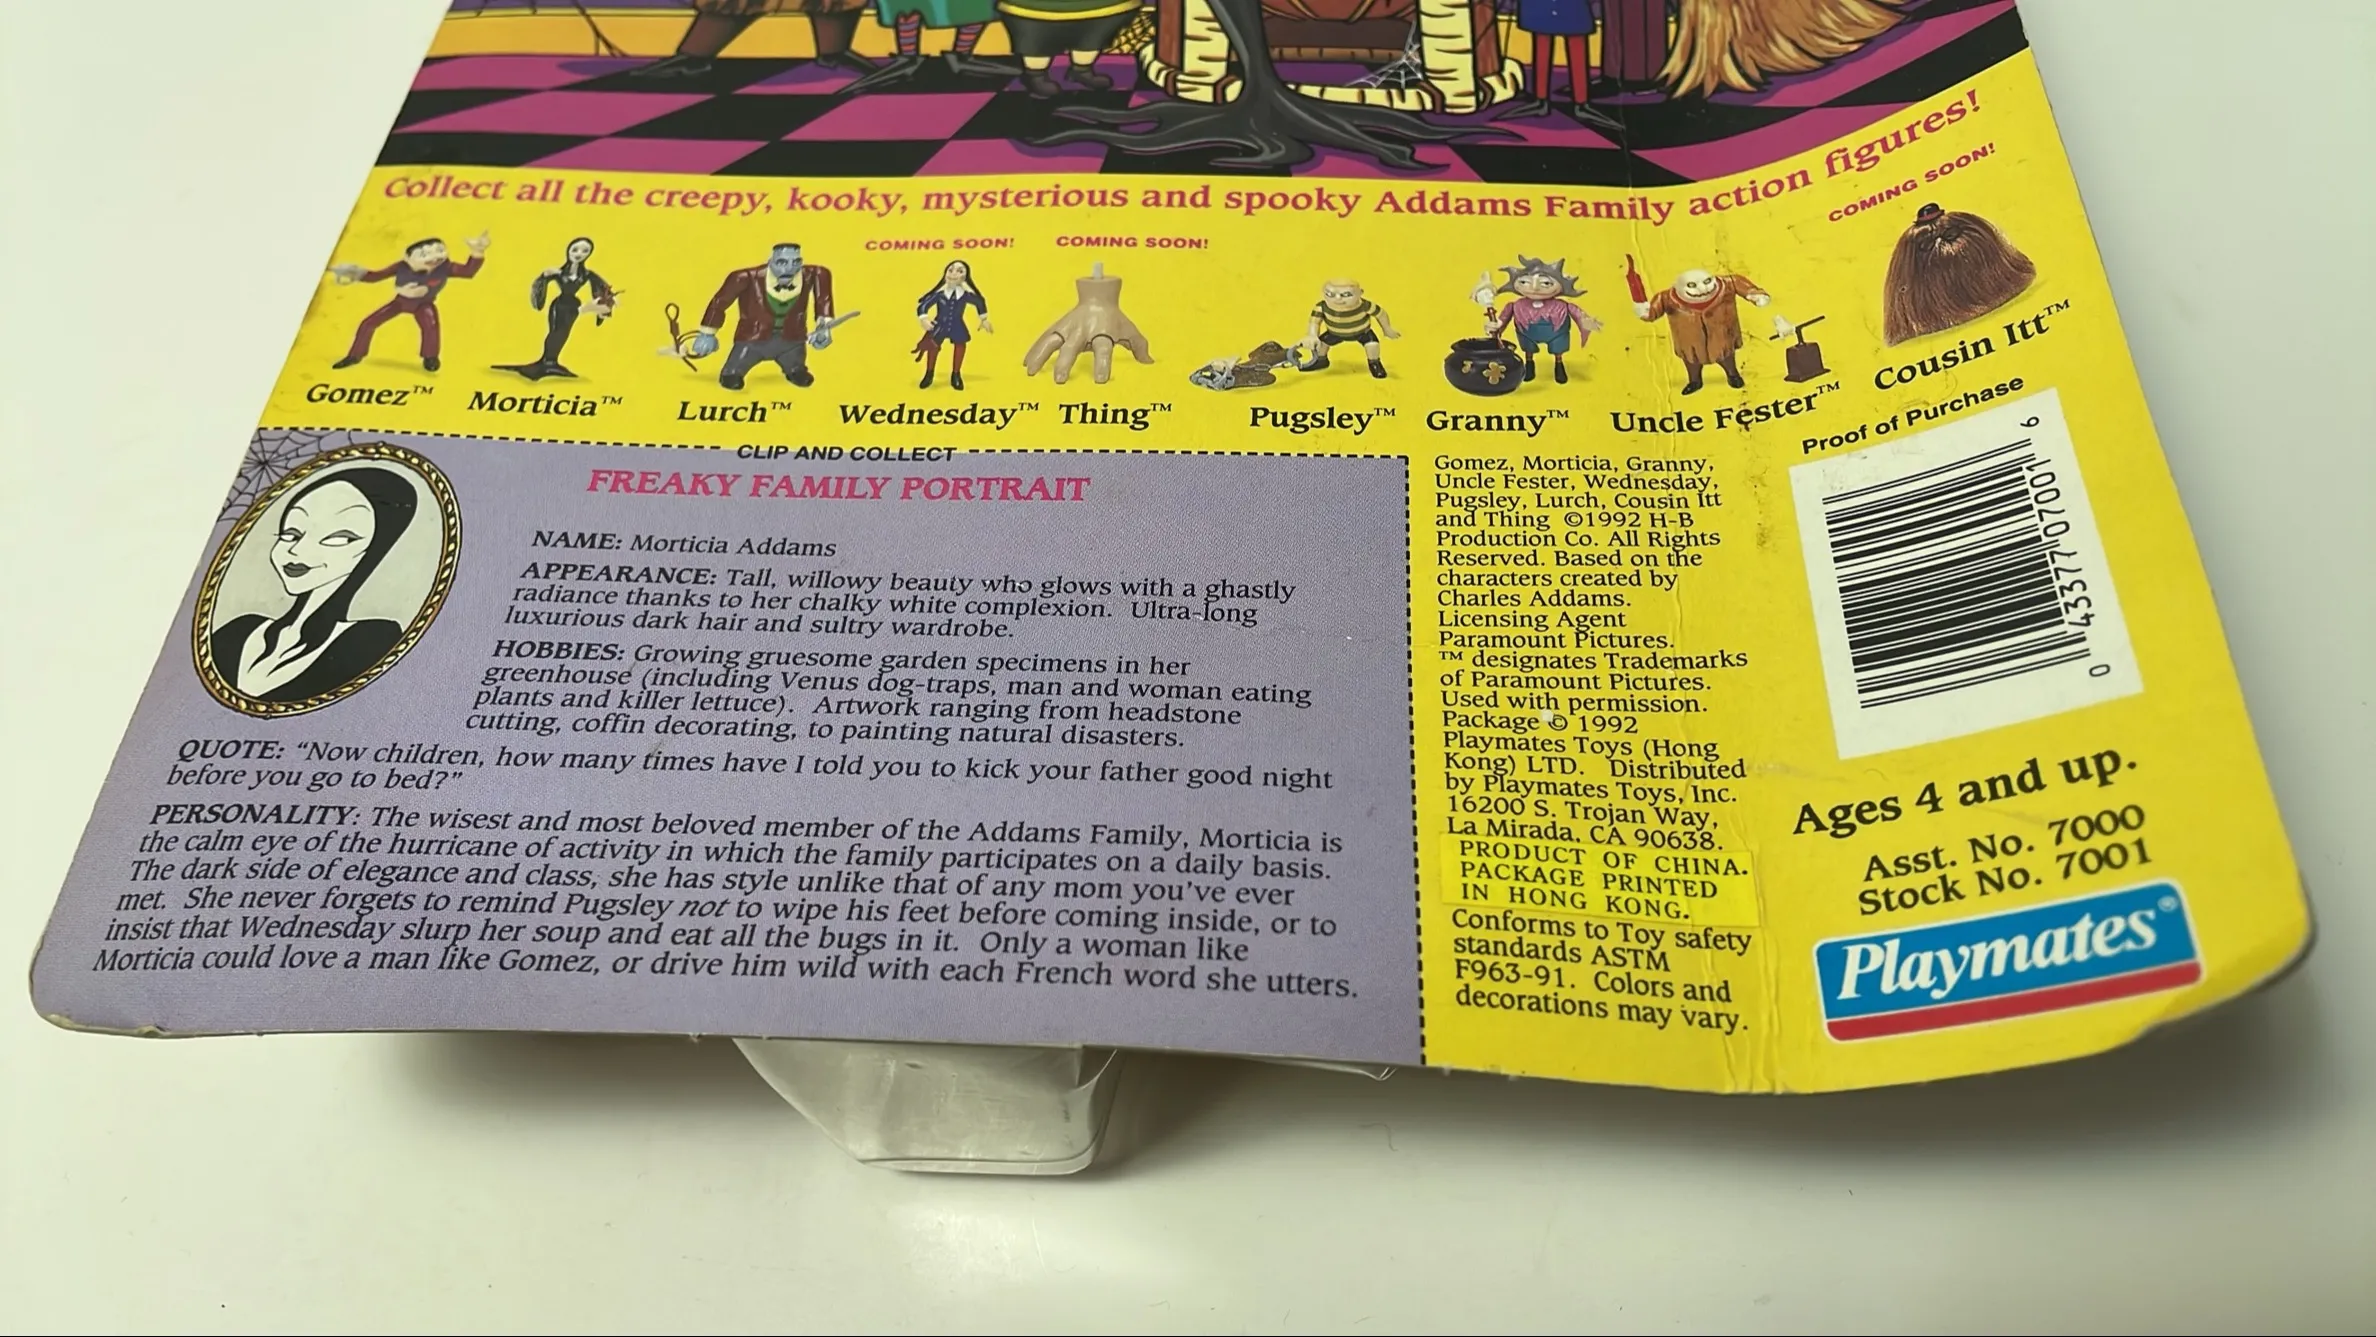 Collect all the creepy, kooky, mysterious and spooky Addams Family action figures!
COMING SOON!
COMING SOON!
COMING SOON!
Gomez™
Morticia™
Lurch™
Wednesday™
Thing™
Pugsley™
Granny™
Uncle Fester™
Cousin Itt™
CLIP AND COLLECT
FREAKY FAMILY PORTRAIT
NAME: Morticia Addams
APPEARANCE: Tall, willowy beauty who glows with a ghastly
radiance thanks to her chalky white complexion. Ultra-long
luxurious dark hair and sultry wardrobe.
HOBBIES: Growing gruesome garden specimens in her
greenhouse (including Venus dog-traps, man and woman eating
plants and killer lettuce). Artwork ranging from headstone
cutting, coffin decorating, to painting natural disasters.
QUOTE: "Now children, how many times have I told you to kick your father good night
before you go to bed?"
PERSONALITY: The wisest and most beloved member of the Addams Family, Morticia is
the calm eye of the hurricane of activity in which the family participates on a daily basis.
The dark side of elegance and class, she has style unlike that of any mom you've ever
met. She never forgets to remind Pugsley not to wipe his feet before coming inside, or to
insist that Wednesday slurp her soup and eat all the bugs in it. Only a woman like
Morticia could love a man like Gomez, or drive him wild with each French word she utters.
Gomez, Morticia, Granny,
Uncle Fester, Wednesday,
Pugsley, Lurch, Cousin Itt
and Thing ©1992 H-B
Production Co. All Rights
Reserved. Based on the
characters created by
Charles Addams.
Licensing Agent
Paramount Pictures.
™ designates Trademarks
of Paramount Pictures.
Used with permission.
Package © 1992
Playmates Toys (Hong
Kong) LTD. Distributed
by Playmates Toys, Inc.
16200 S. Trojan Way,
La Mirada, CA 90638.
PRODUCT OF CHINA.
PACKAGE PRINTED
IN HONG KONG.
Conforms to Toy safety
standards ASTM
F963-91. Colors and
decorations may vary.
Proof of Purchase
0 43377 07001 6
Ages 4 and up.
Asst. No. 7000
Stock No. 7001
Playmates®